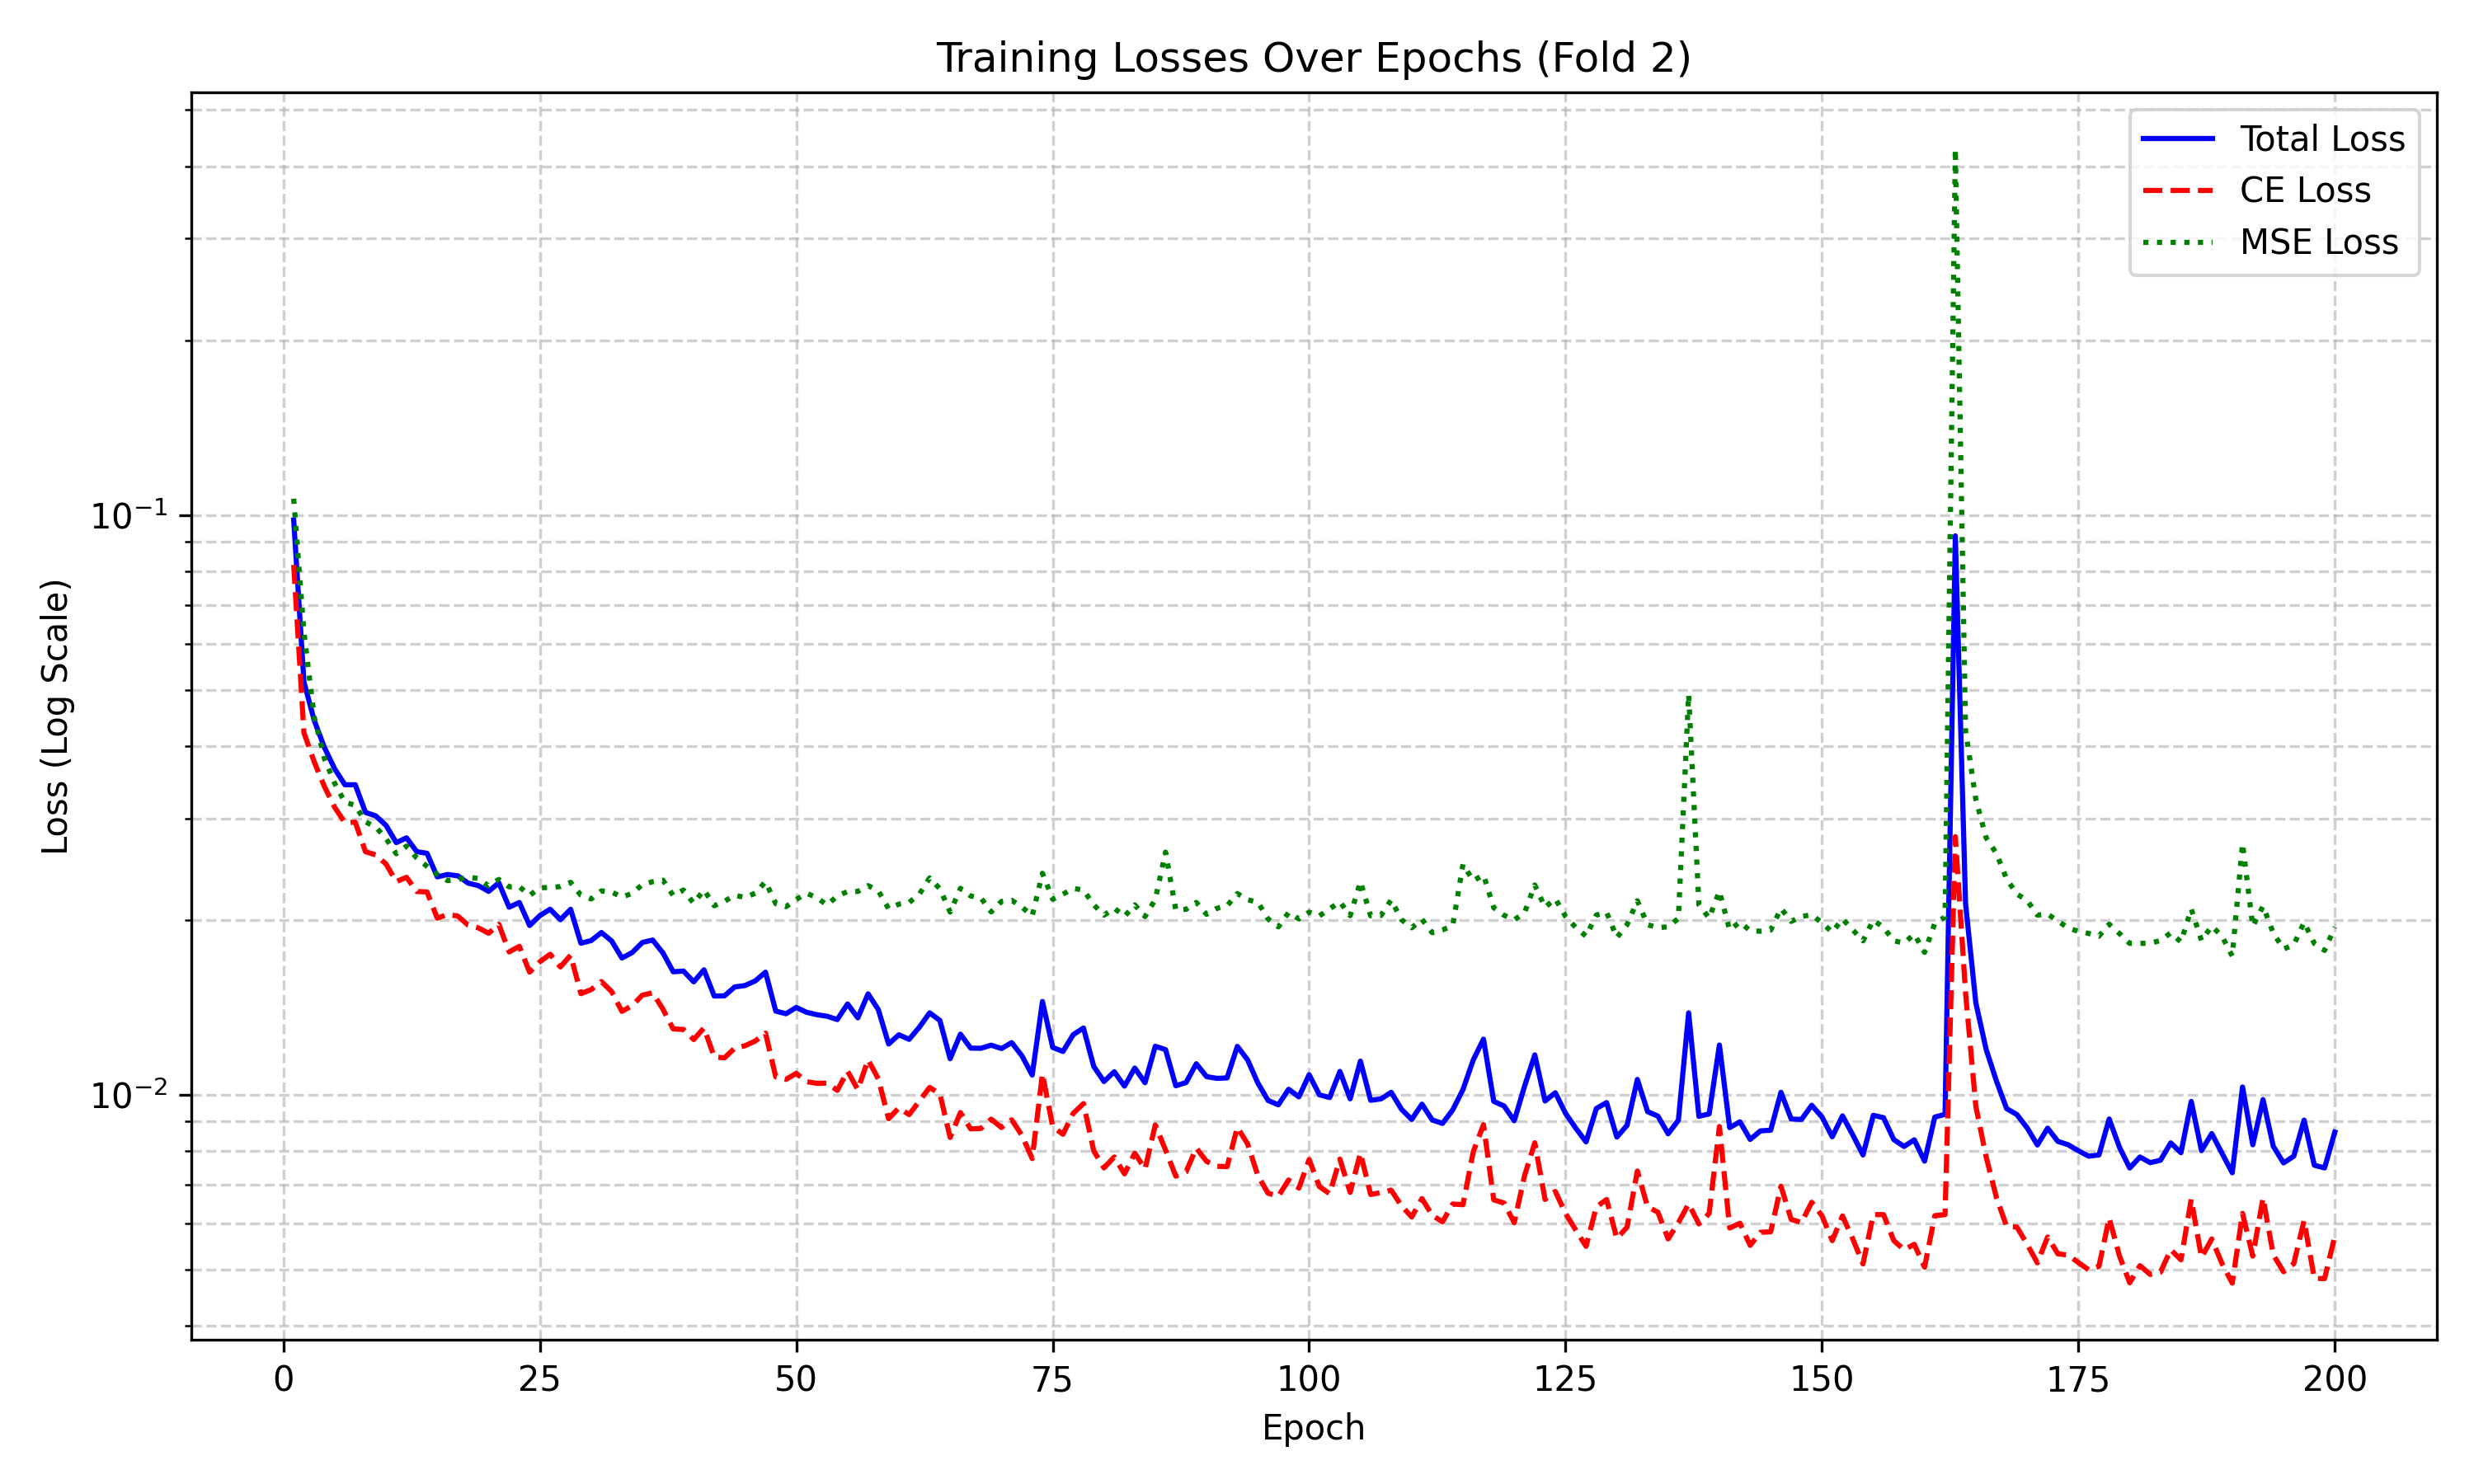 Training Losses Over Epochs (Fold 2)
Total Loss
CE Loss
MSE Loss
Loss (Log Scale)
10⁻¹
10⁻²
0 25 50 75 100 125 150 175 200
Epoch